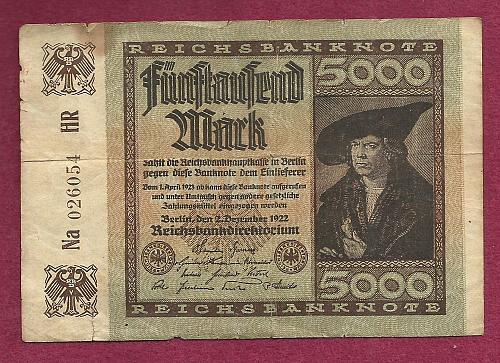 REICHSBANKNOTE
5000
Fünftausend
Mark
zahlt die Reichsbankhauptkasse in Berlin
gegen diese Banknote dem Einlieferer
Vom 1. April 1923 ab kann diese Banknote aufgerufen
und unter Umtausch gegen andere gesetzliche
Zahlungsmittel eingezogen werden
Berlin, den 2. Dezember 1922
Reichsbankdirektorium
5000
REICHSBANKNOTE
Na 026054 HR